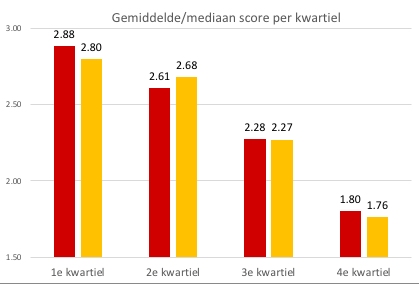 Gemiddelde/mediaan score per kwartiel
3.00
2.88
2.80
2.61
2.68
2.50
2.28
2.27
2.00
1.80
1.76
1.50
1e kwartiel
2e kwartiel
3e kwartiel
4e kwartiel